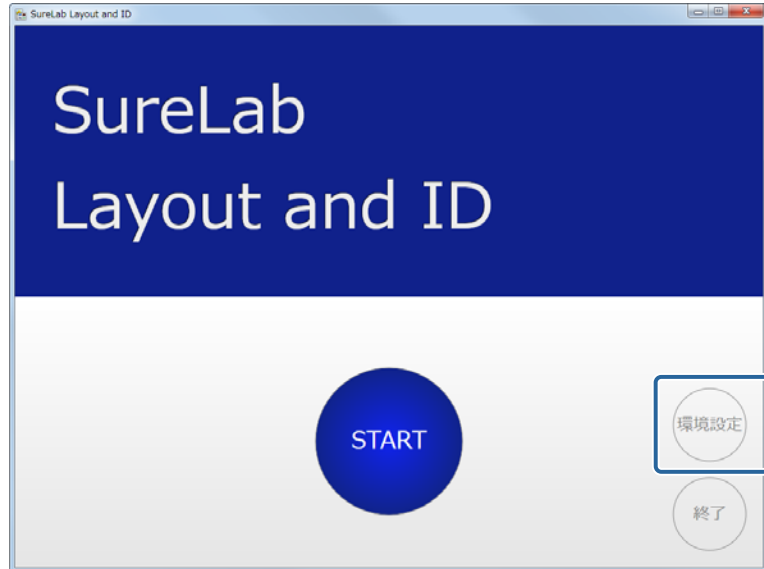 SureLab Layout and ID
SureLab
Layout and ID
START
環境設定
終了